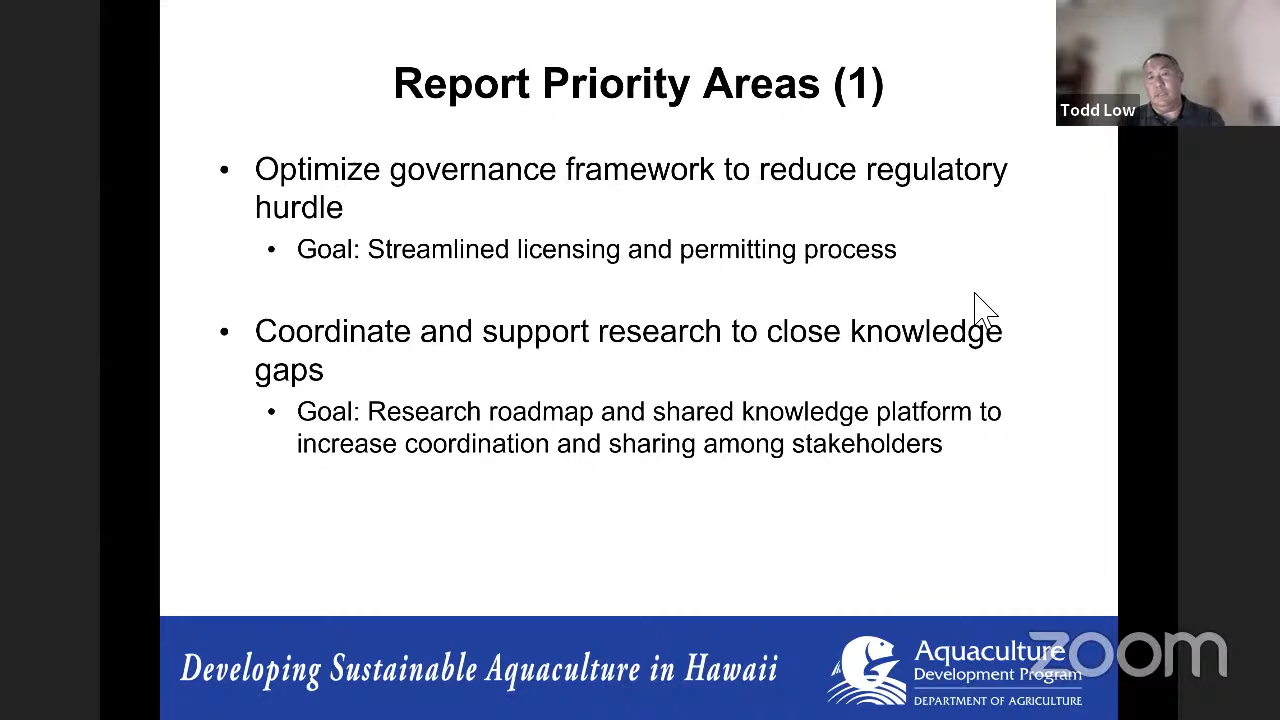 Report Priority Areas (1)
Todd Low
• Optimize governance framework to reduce regulatory
hurdle
• Goal: Streamlined licensing and permitting process
• Coordinate and support research to close knowledge
gaps
• Goal: Research roadmap and shared knowledge platform to
increase coordination and sharing among stakeholders
Developing Sustainable Aquaculture in Hawaii
Aquaculture
Development Program
DEPARTMENT OF AGRICULTURE
zoom